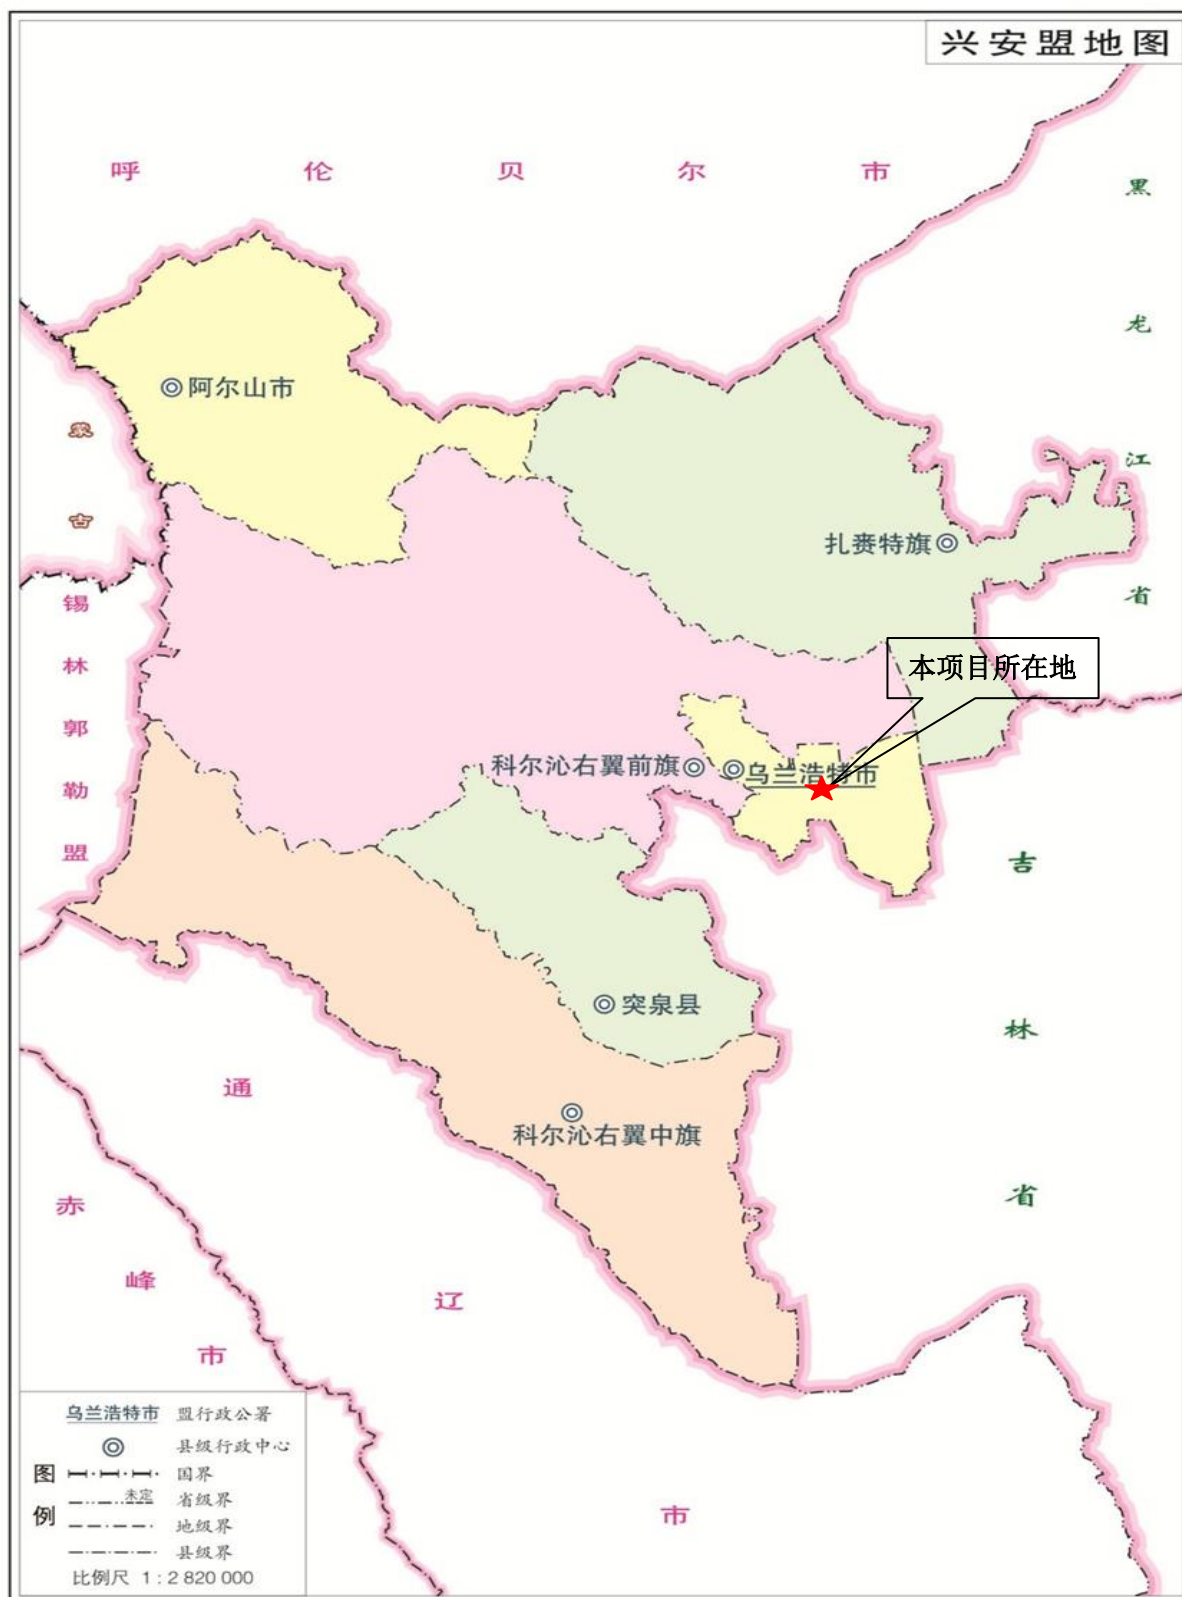 兴安盟地图
呼伦贝尔市
黑龙江省
阿尔山市
蒙古
扎赉特旗
锡林郭勒盟
本项目所在地
科尔沁右翼前旗
乌兰浩特市
吉林省
突泉县
科尔沁右翼中旗
通辽市
赤峰市
图例
乌兰浩特市 盟行政公署
县级行政中心
国界
未定 省级界
地级界
县级界
比例尺 1:2 820 000